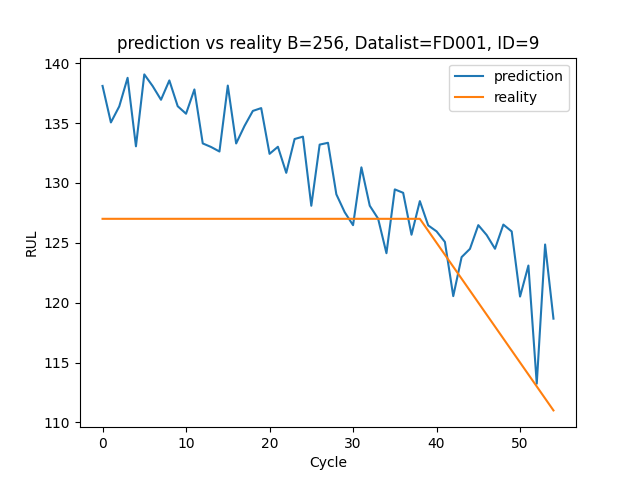 prediction vs reality B=256, Datalist=FD001, ID=9
140
135
130
125
120
115
110
RUL
prediction
reality
0 10 20 30 40 50
Cycle